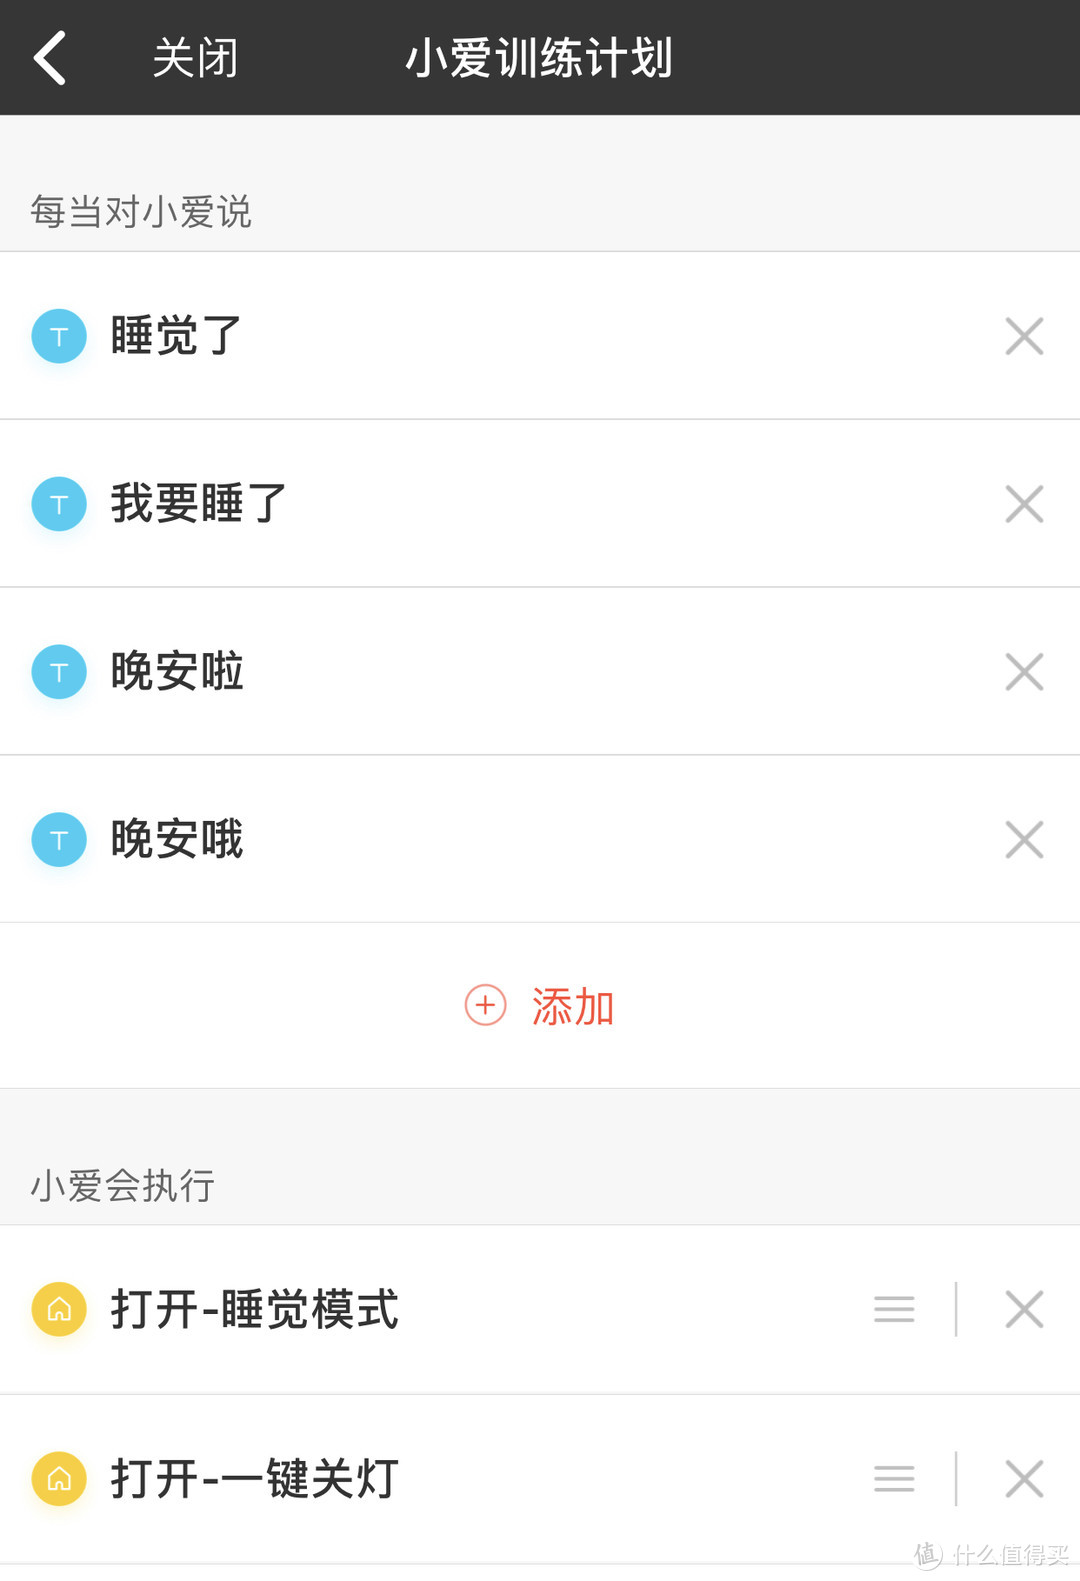 关闭 小爱训练计划
每当对小爱说
T 睡觉了
T 我要睡了
T 晚安啦
T 晚安哦
添加
小爱会执行
打开-睡觉模式
打开-一键关灯
值 什么值得买